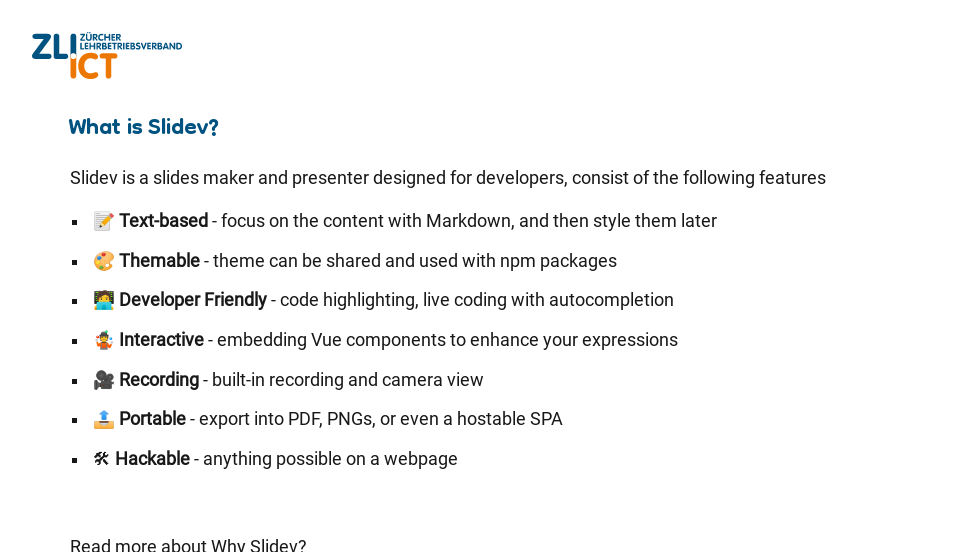 ZLI ZÜRCHER
LEHRBETRIEBSVERBAND
ICT
What is Slidev?
Slidev is a slides maker and presenter designed for developers, consist of the following features
📝 Text-based - focus on the content with Markdown, and then style them later
🎨 Themable - theme can be shared and used with npm packages
🧑‍💻 Developer Friendly - code highlighting, live coding with autocompletion
🤹 Interactive - embedding Vue components to enhance your expressions
🎥 Recording - built-in recording and camera view
📤 Portable - export into PDF, PNGs, or even a hostable SPA
🛠 Hackable - anything possible on a webpage
Read more about Why Slidev?